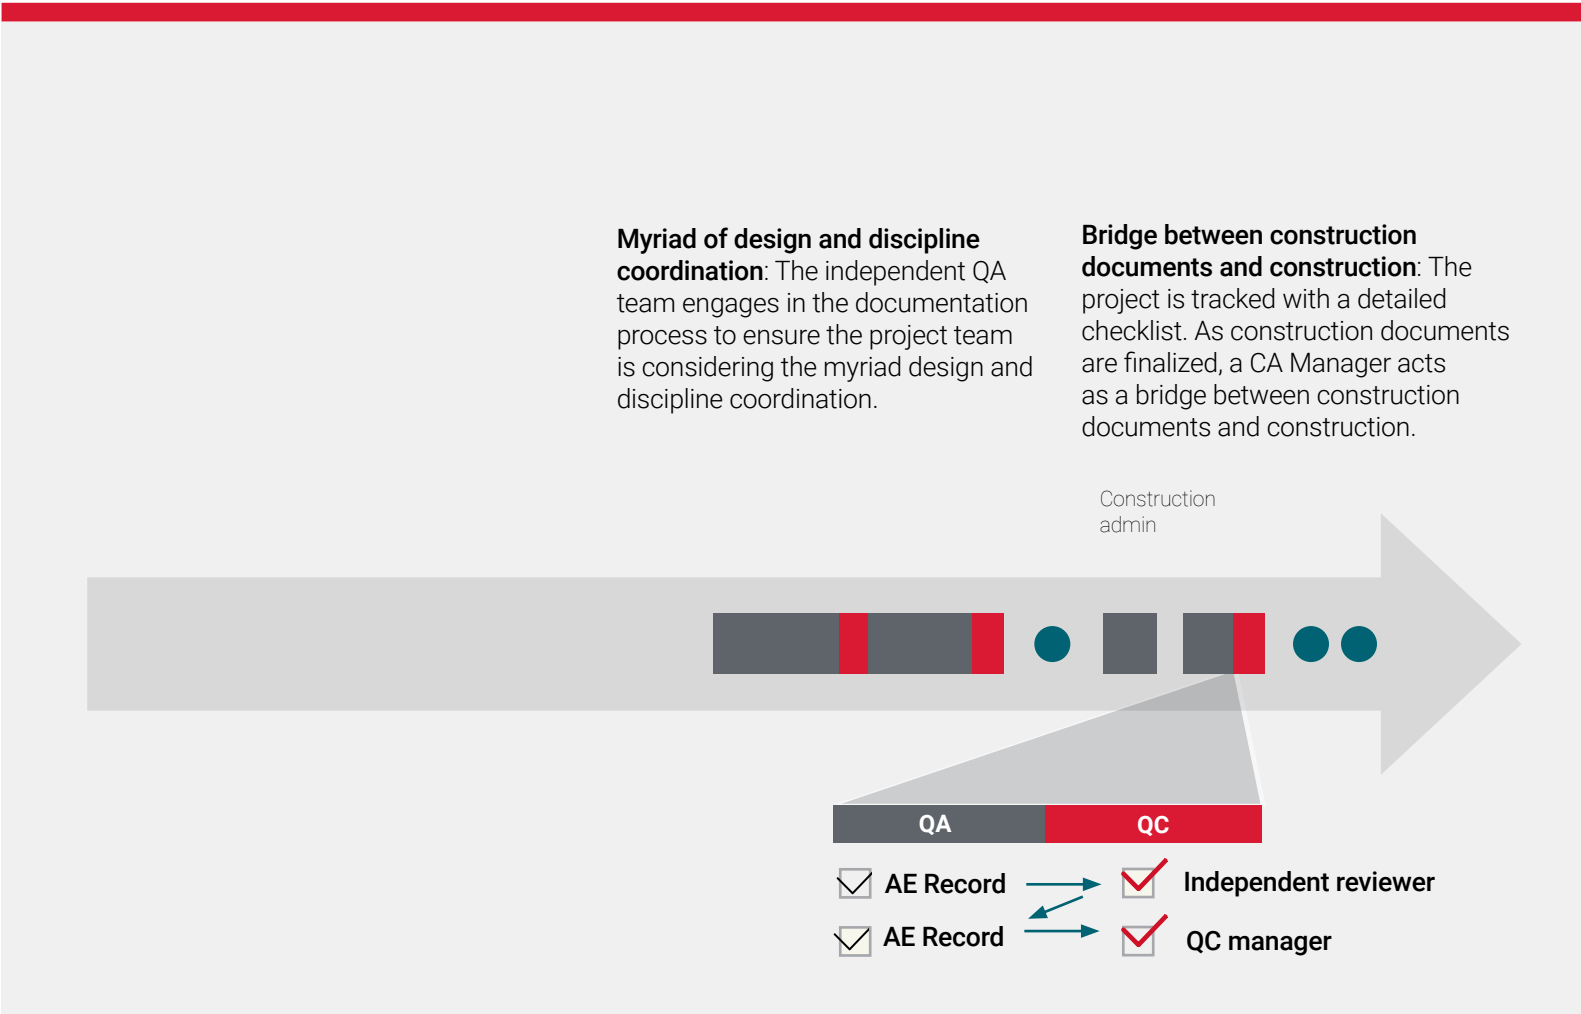 Myriad of design and discipline
coordination: The independent QA
team engages in the documentation
process to ensure the project team
is considering the myriad design and
discipline coordination.
Bridge between construction
documents and construction: The
project is tracked with a detailed
checklist. As construction documents
are finalized, a CA Manager acts
as a bridge between construction
documents and construction.
Construction
admin
QA
QC
AE Record
Independent reviewer
AE Record
QC manager